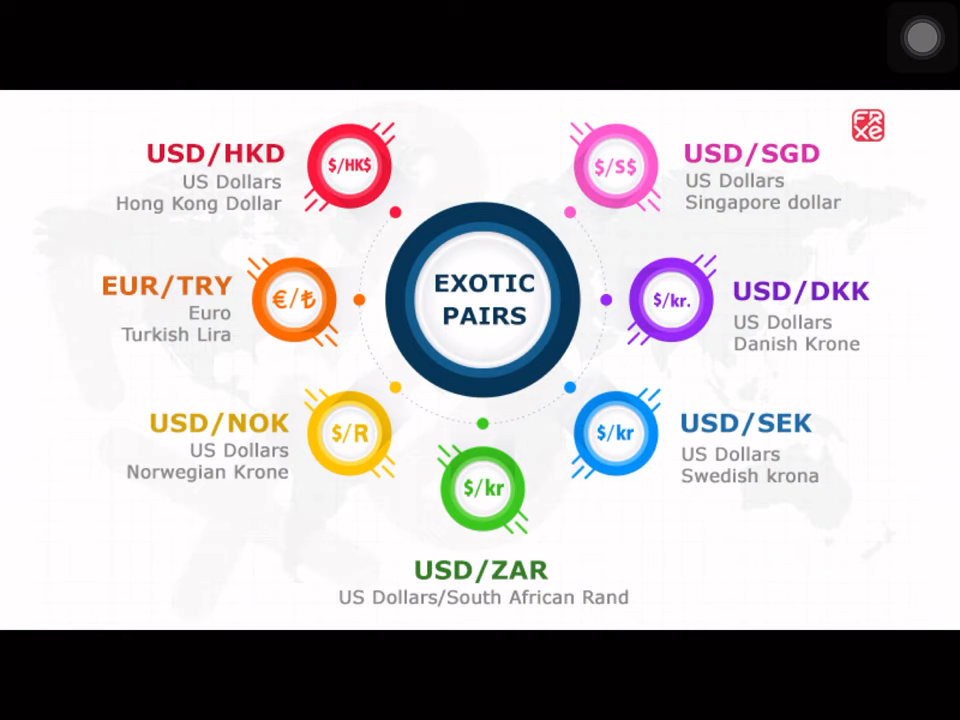 USD/HKD
US Dollars
Hong Kong Dollar
$/HK$
$/S$
USD/SGD
US Dollars
Singapore dollar
FRXE
EXOTIC
PAIRS
EUR/TRY
Euro
Turkish Lira
€/₺
$/kr.
USD/DKK
US Dollars
Danish Krone
USD/NOK
US Dollars
Norwegian Krone
$/R
$/kr
USD/SEK
US Dollars
Swedish krona
$/kr
USD/ZAR
US Dollars/South African Rand